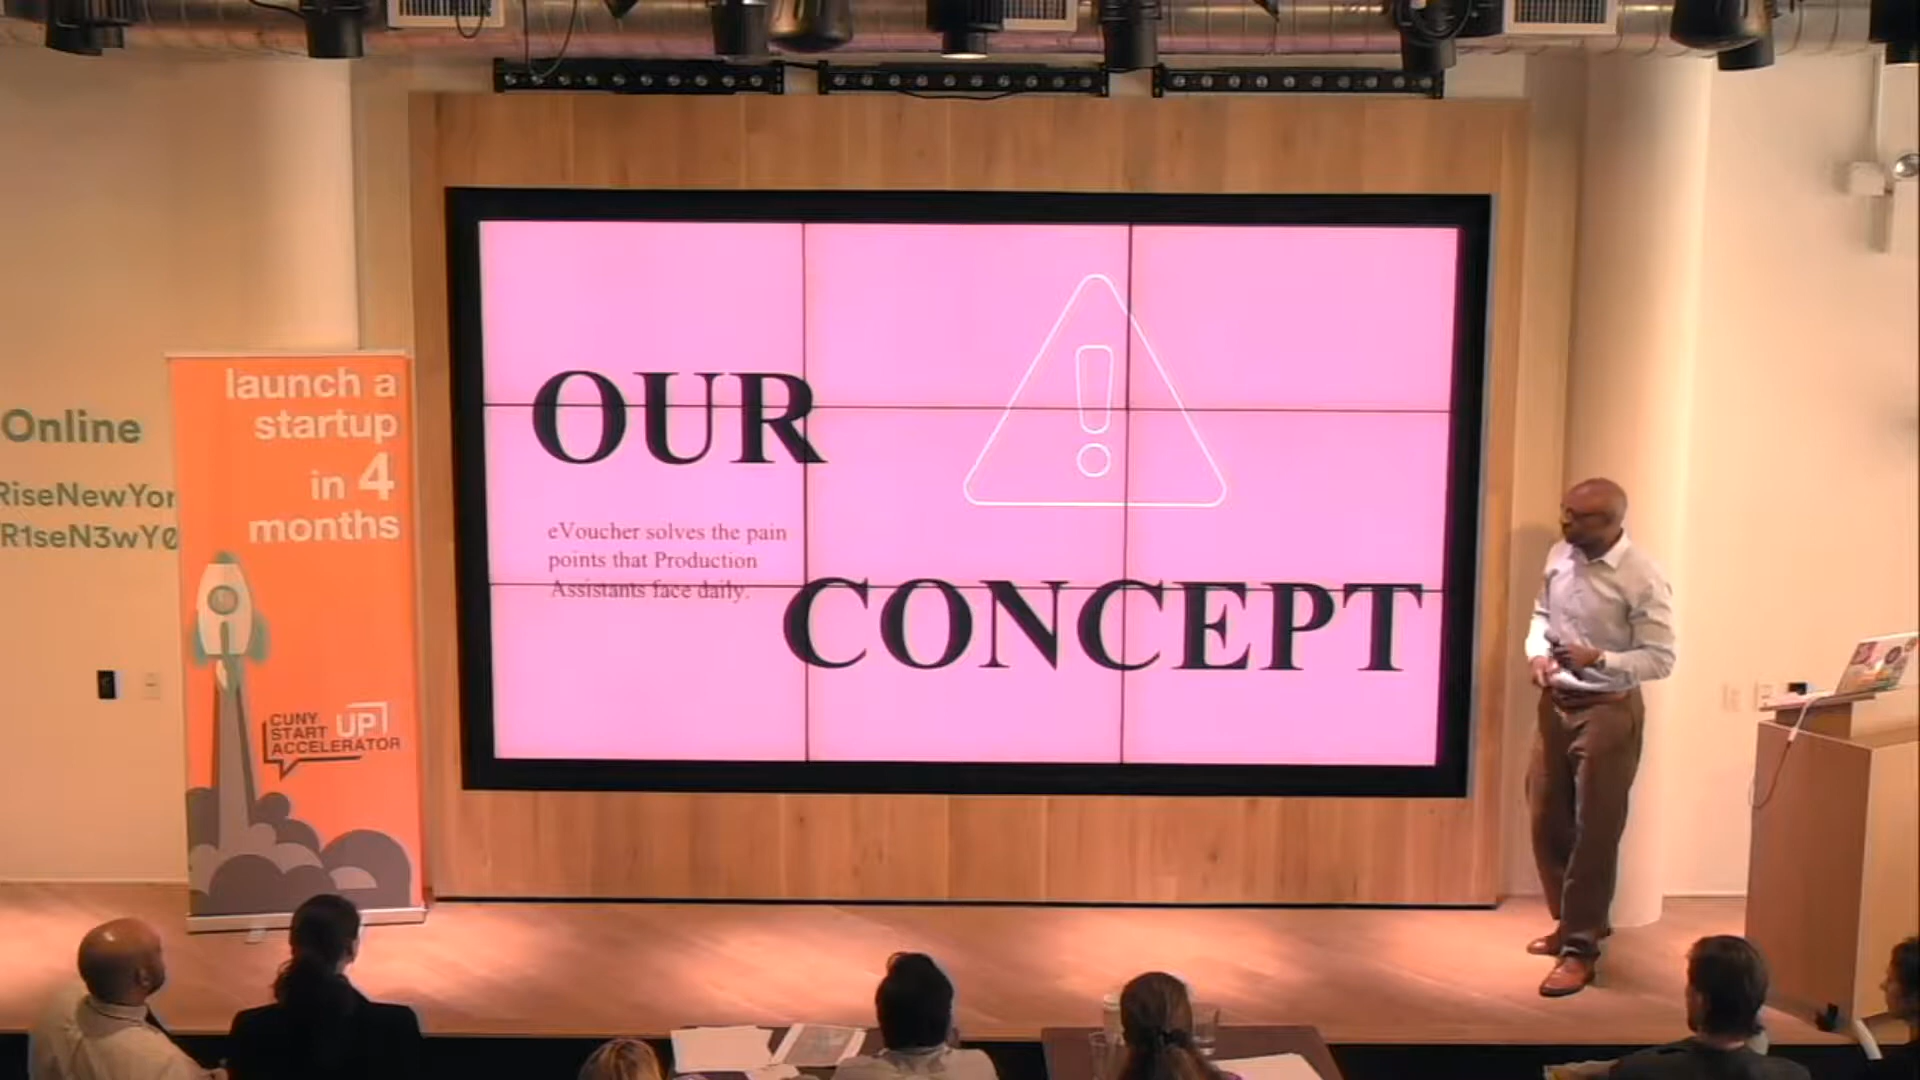 Online
RiseNewYor
R1seN3wY0
launch a
startup
in 4
months
CUNY
START UP
ACCELERATOR
OUR
eVoucher solves the pain
points that Production
Assistants face daily.
CONCEPT